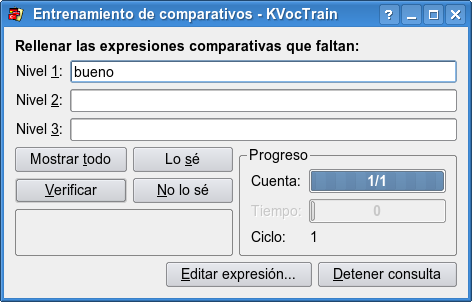 Entrenamiento de comparativos - KVocTrain
Rellenar las expresiones comparativas que faltan:
Nivel 1: bueno
Nivel 2:
Nivel 3:
Mostrar todo Lo sé
Verificar No lo sé
Progreso
Cuenta: 1/1
Tiempo: 0
Ciclo: 1
Editar expresión... Detener consulta